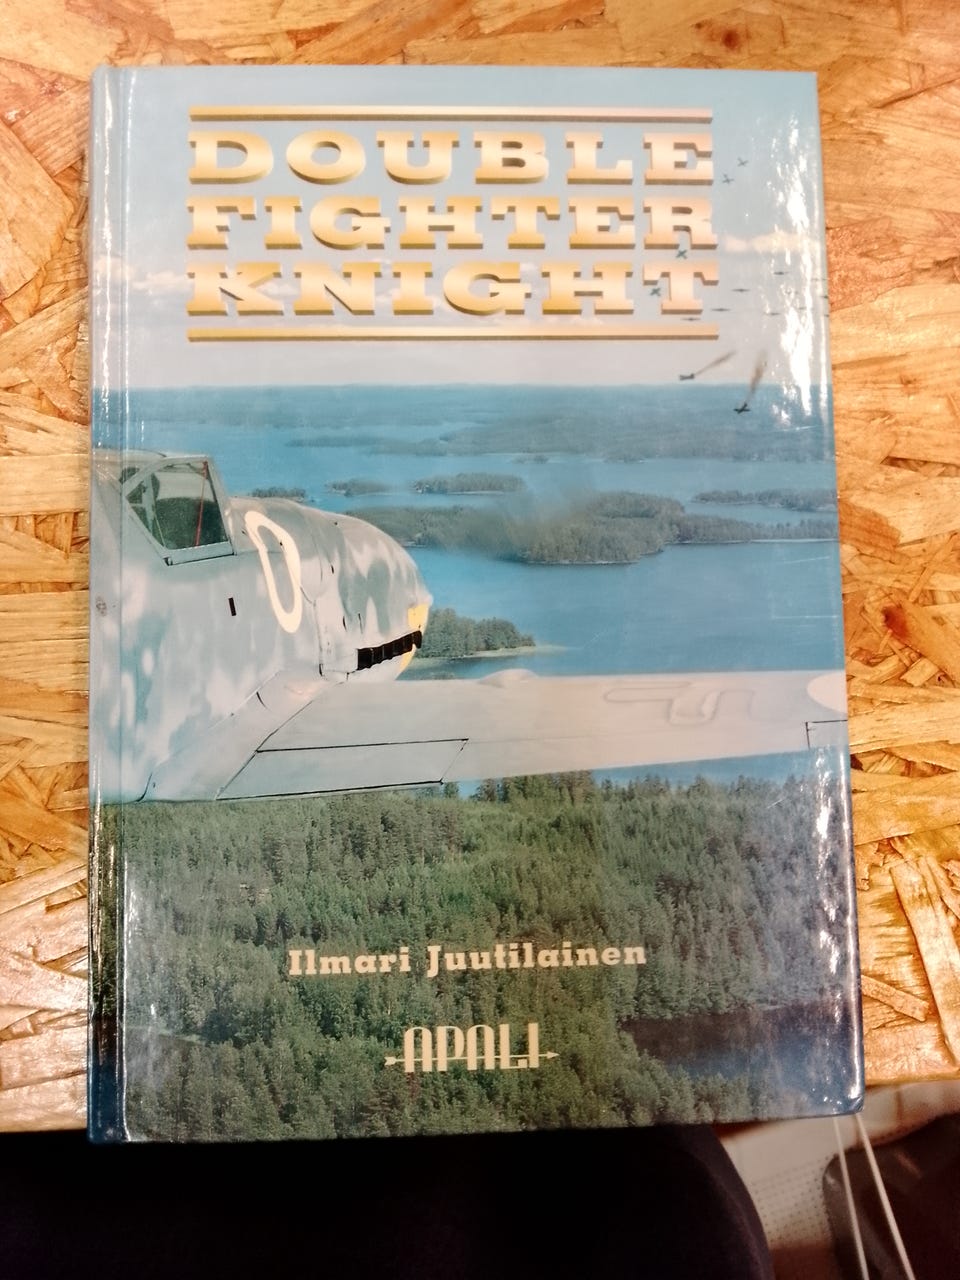 DOUBLE
FIGHTER
KNIGHT
Ilmari Juutilainen
APALI